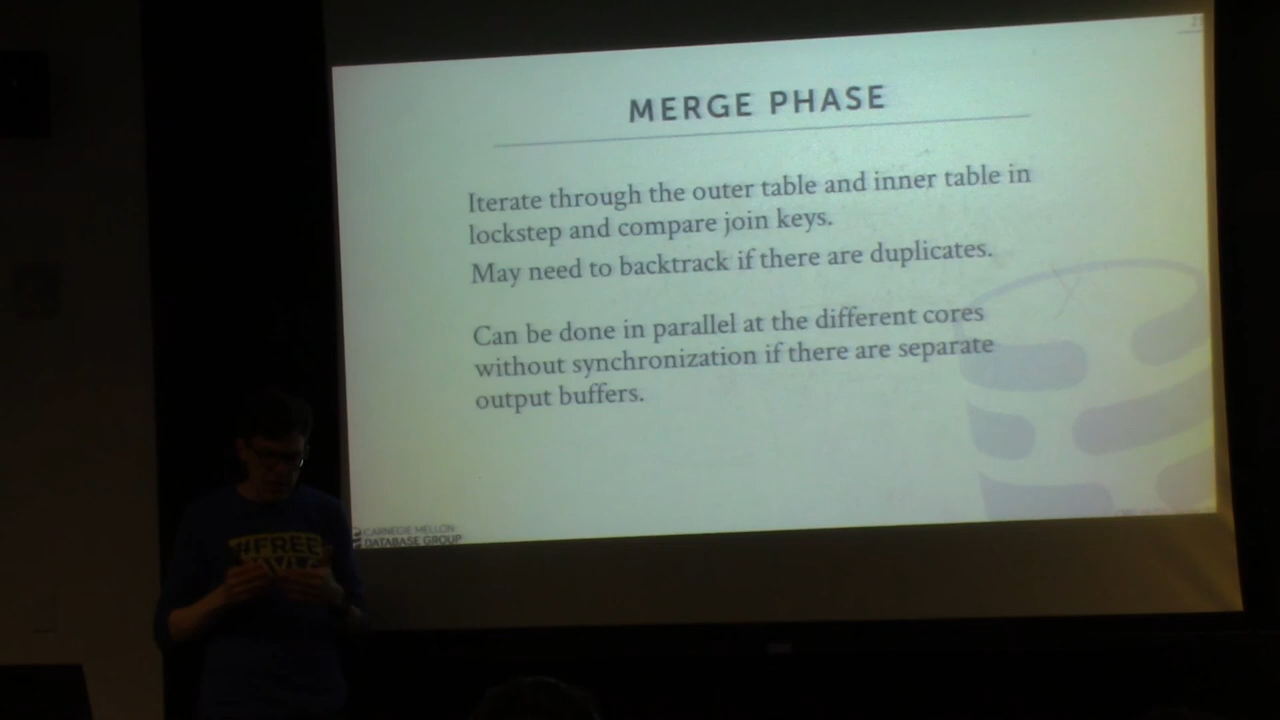 MERGE PHASE
Iterate through the outer table and inner table in
lockstep and compare join keys.
May need to backtrack if there are duplicates.
Can be done in parallel at the different cores
without synchronization if there are separate
output buffers.
CARNEGIE MELLON
DATABASE GROUP
#FREE